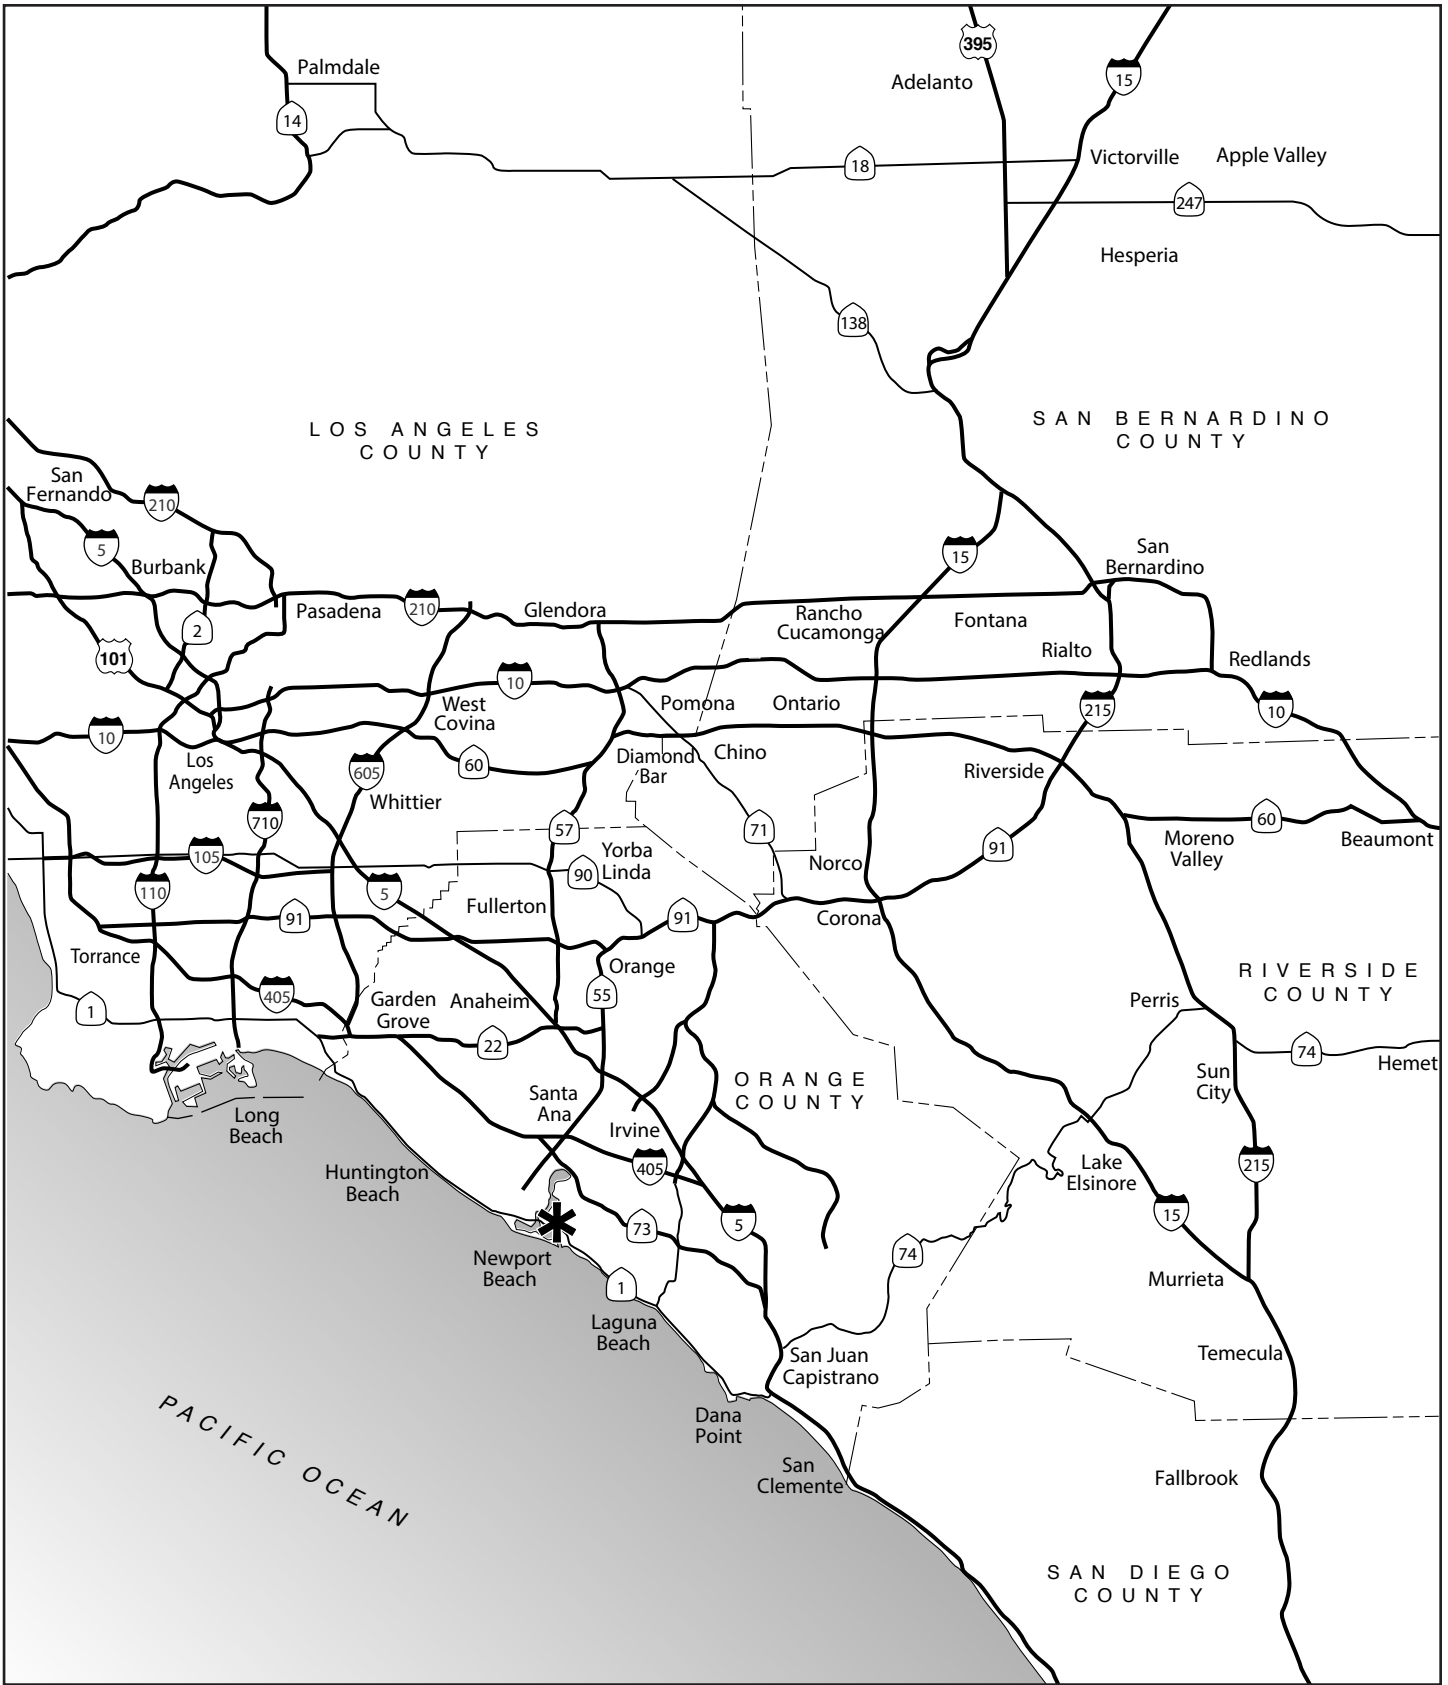 395
Palmdale
15
Adelanto
14
Victorville
Apple Valley
18
247
Hesperia
138
LOS ANGELES
COUNTY
SAN BERNARDINO
COUNTY
San
Fernando
210
5
15
San
Bernardino
Burbank
210
Pasadena
Glendora
Rancho
Cucamonga
Fontana
2
101
Rialto
Redlands
10
West
Covina
Pomona
Ontario
215
10
10
Los
Angeles
605
60
Diamond
Bar
Chino
Riverside
Whittier
710
57
71
60
Moreno
Valley
Beaumont
105
Yorba
Linda
91
Norco
110
5
90
Fullerton
91
91
Corona
Torrance
Orange
RIVERSIDE
COUNTY
405
55
Garden
Grove
Anaheim
Perris
1
22
74
Hemet
Sun
City
ORANGE
COUNTY
Santa
Ana
Long
Beach
Irvine
Huntington
Beach
405
Lake
Elsinore
215
15
73
5
74
Newport
Beach
1
Murrieta
Laguna
Beach
San Juan
Capistrano
Temecula
PACIFIC OCEAN
Dana
Point
San
Clemente
Fallbrook
SAN DIEGO
COUNTY